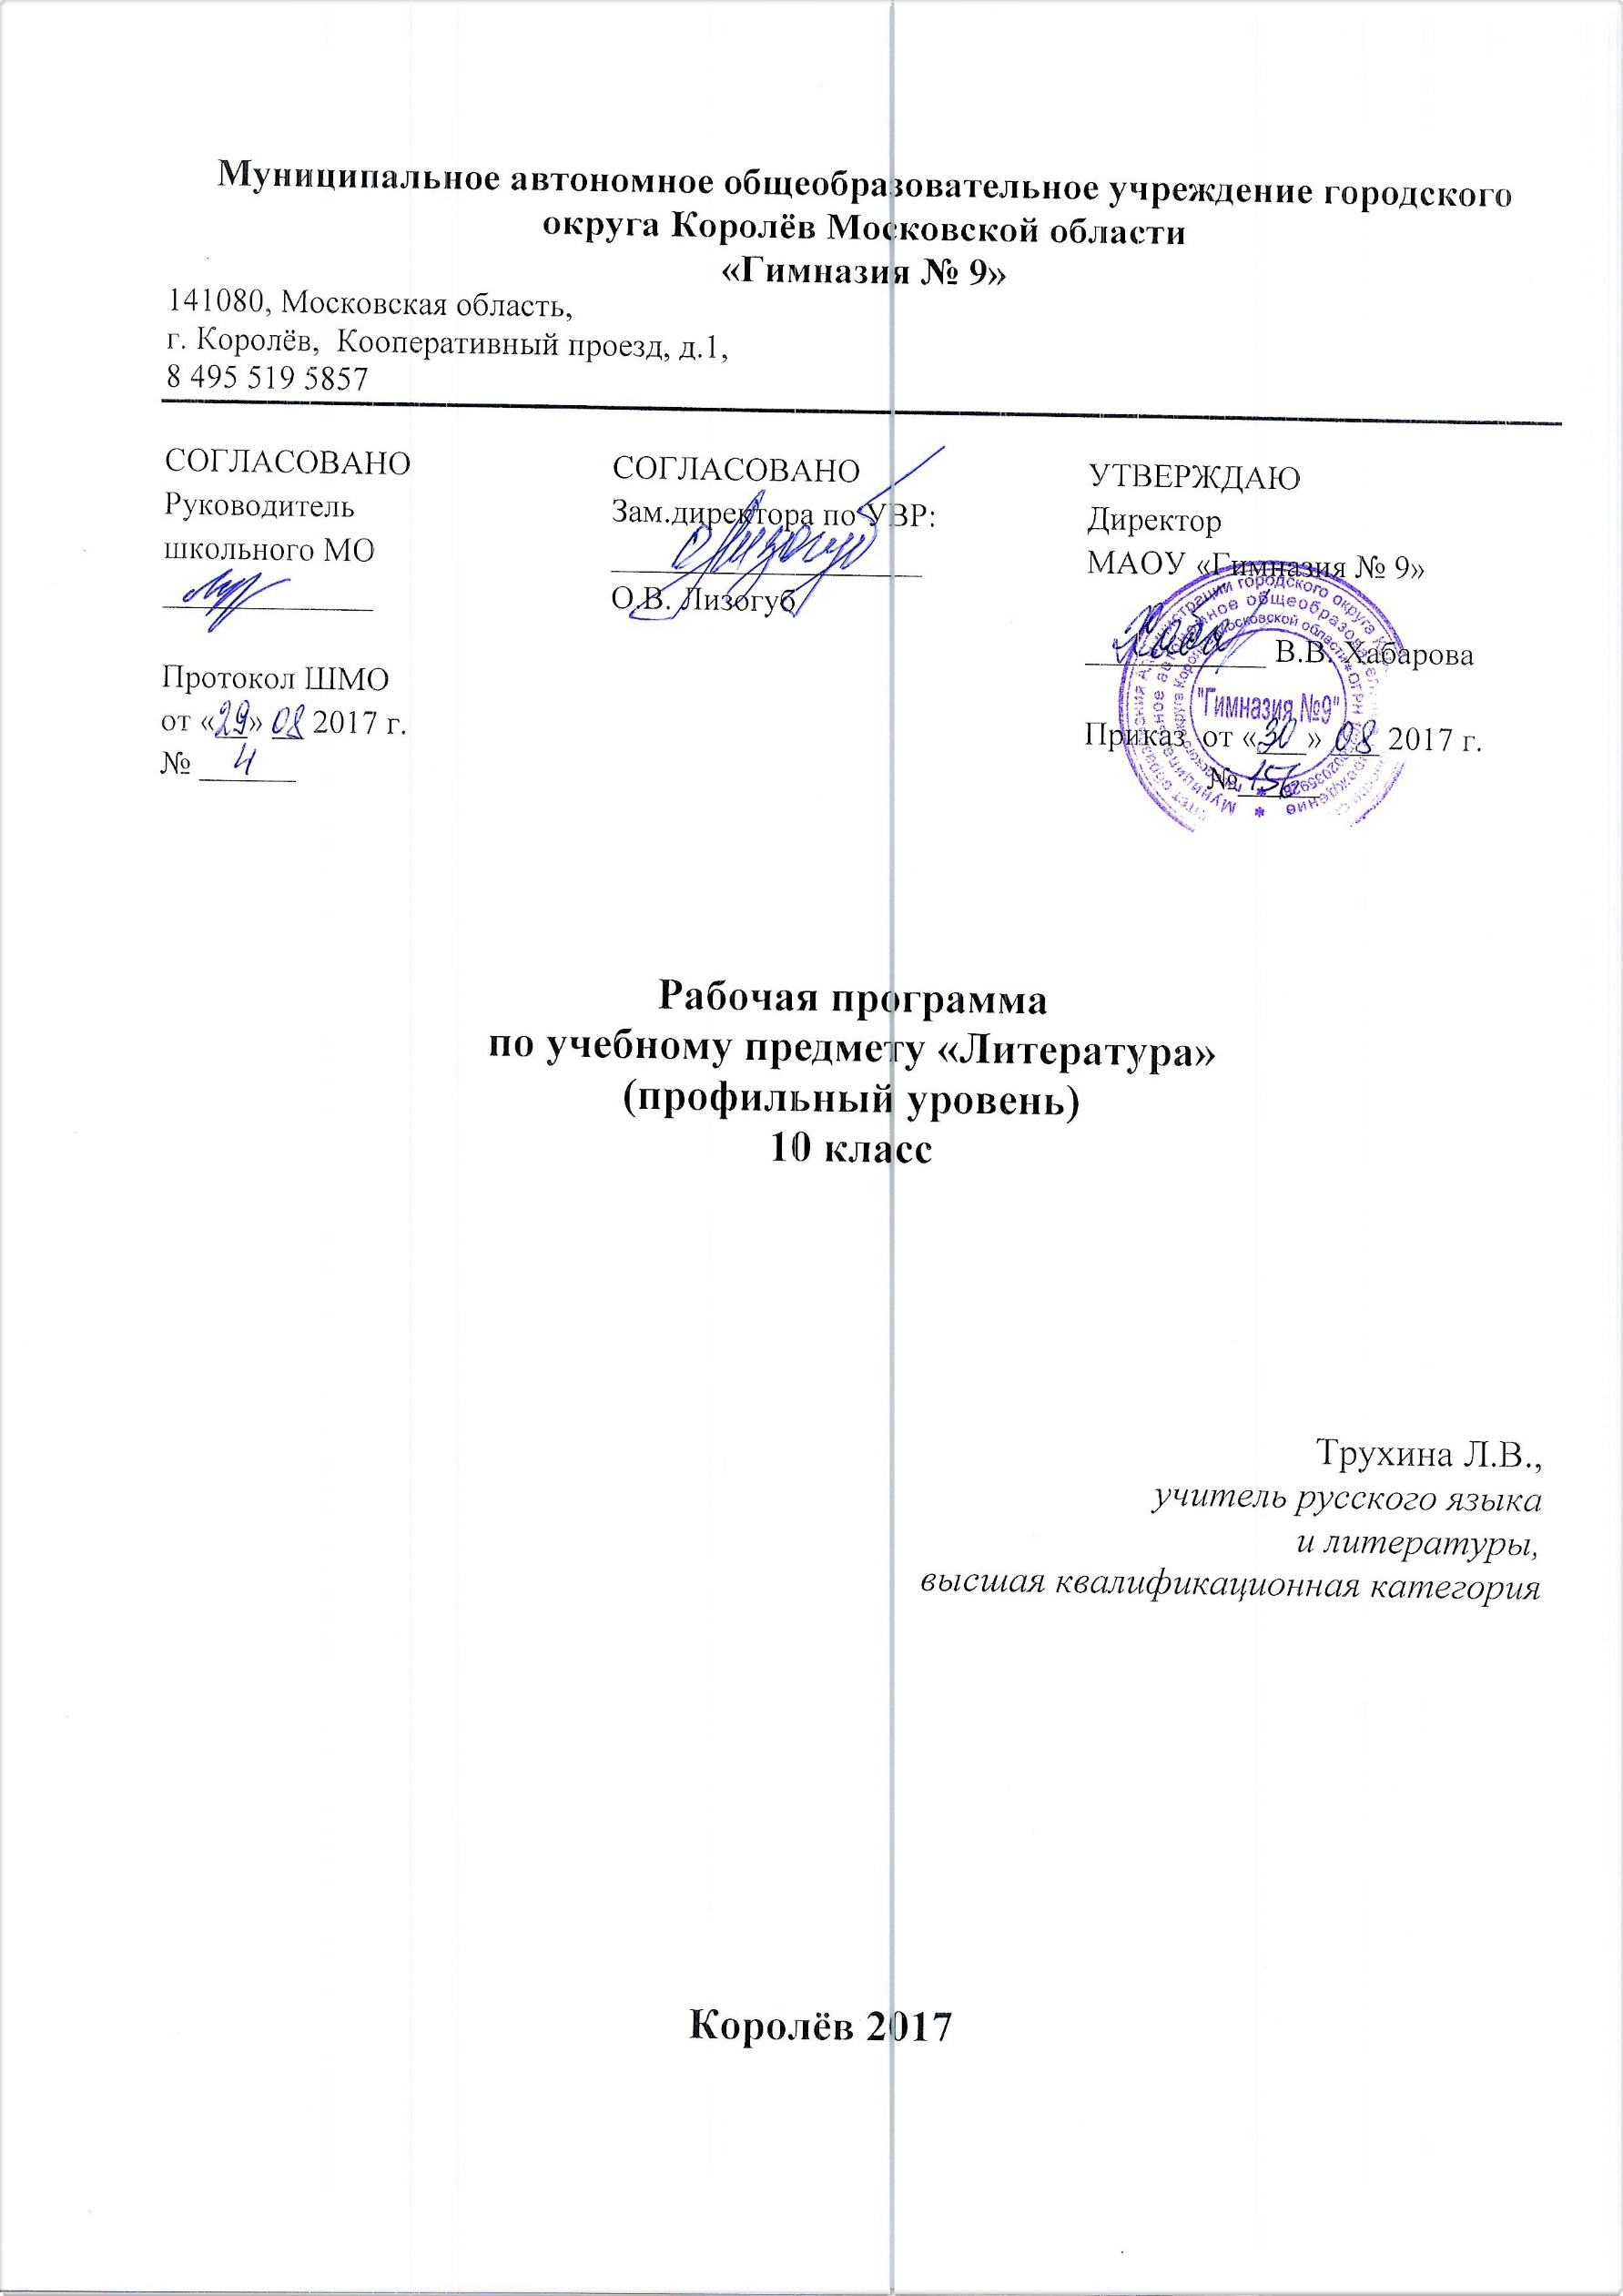 Муниципальное автономное общеобразовательное учреждение городского
округа Королёв Московской области
«Гимназия № 9»
141080, Московская область,
г. Королёв, Кооперативный проезд, д.1,
8 495 519 5857
СОГЛАСОВАНО
Руководитель
школьного МО
Протокол ШМО
от «29» 08 2017 г.
№ 4
СОГЛАСОВАНО
Зам.директора по УВР:
О.В. Лизогуб
УТВЕРЖДАЮ
Директор
МАОУ «Гимназия № 9»
В.В. Хабарова
"Гимназия №9"
Приказ от «30» 08 2017 г.
№
Рабочая программа
по учебному предмету «Литература»
(профильный уровень)
10 класс
Трухина Л.В.,
учитель русского языка
и литературы,
высшая квалификационная категория
Королёв 2017